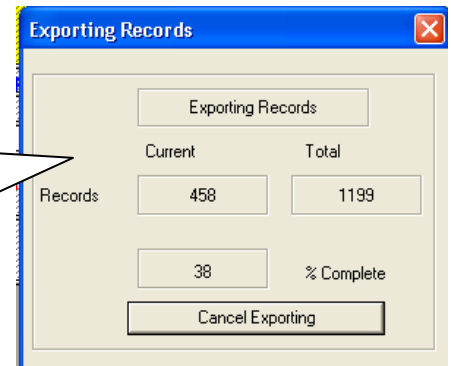 Exporting Records
Exporting Records
Current Total
Records 458 1199
38 % Complete
Cancel Exporting